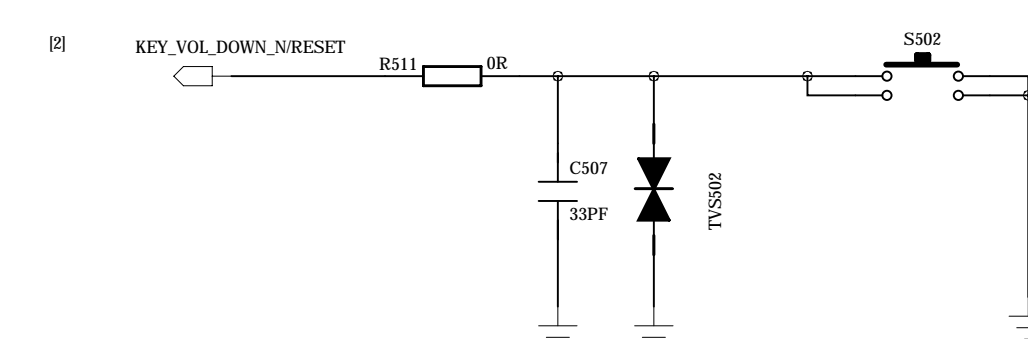 S502
[2] KEY_VOL_DOWN_N/RESET
R511 0R
C507
33PF
TVS502